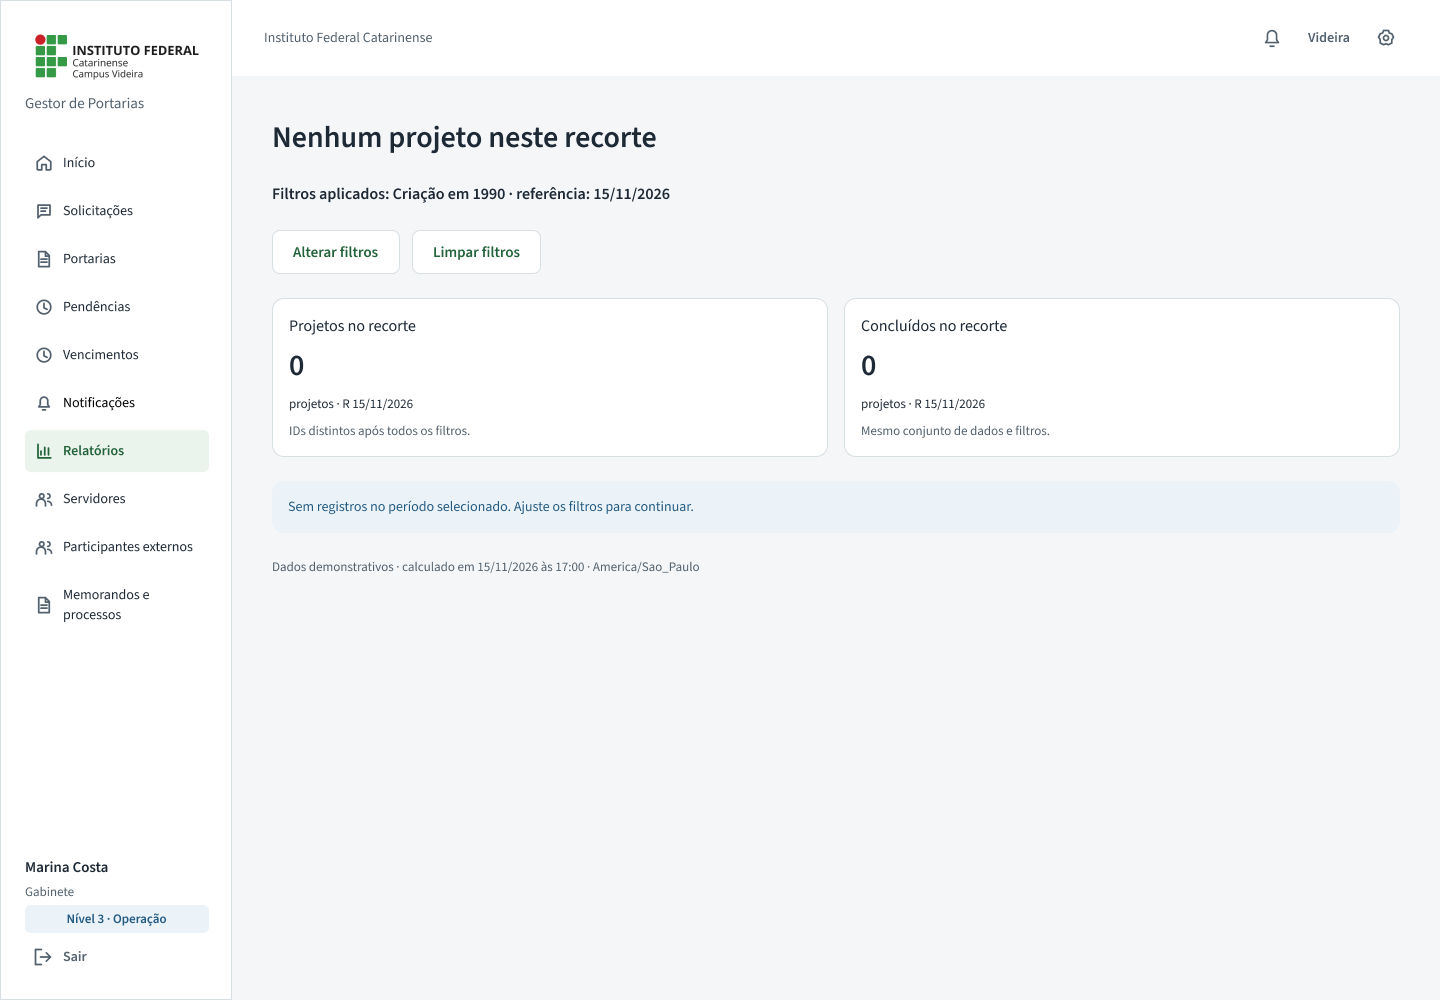 INSTITUTO FEDERAL
Catarinense
Campus Videira
Gestor de Portarias
Início
Solicitações
Portarias
Pendências
Vencimentos
Notificações
Relatórios
Servidores
Participantes externos
Memorandos e
processos
Marina Costa
Gabinete
Nível 3 · Operação
Sair
Instituto Federal Catarinense
Videira
Nenhum projeto neste recorte
Filtros aplicados: Criação em 1990 · referência: 15/11/2026
Alterar filtros
Limpar filtros
Projetos no recorte
0
projetos · R 15/11/2026
IDs distintos após todos os filtros.
Concluídos no recorte
0
projetos · R 15/11/2026
Mesmo conjunto de dados e filtros.
Sem registros no período selecionado. Ajuste os filtros para continuar.
Dados demonstrativos · calculado em 15/11/2026 às 17:00 · America/Sao_Paulo